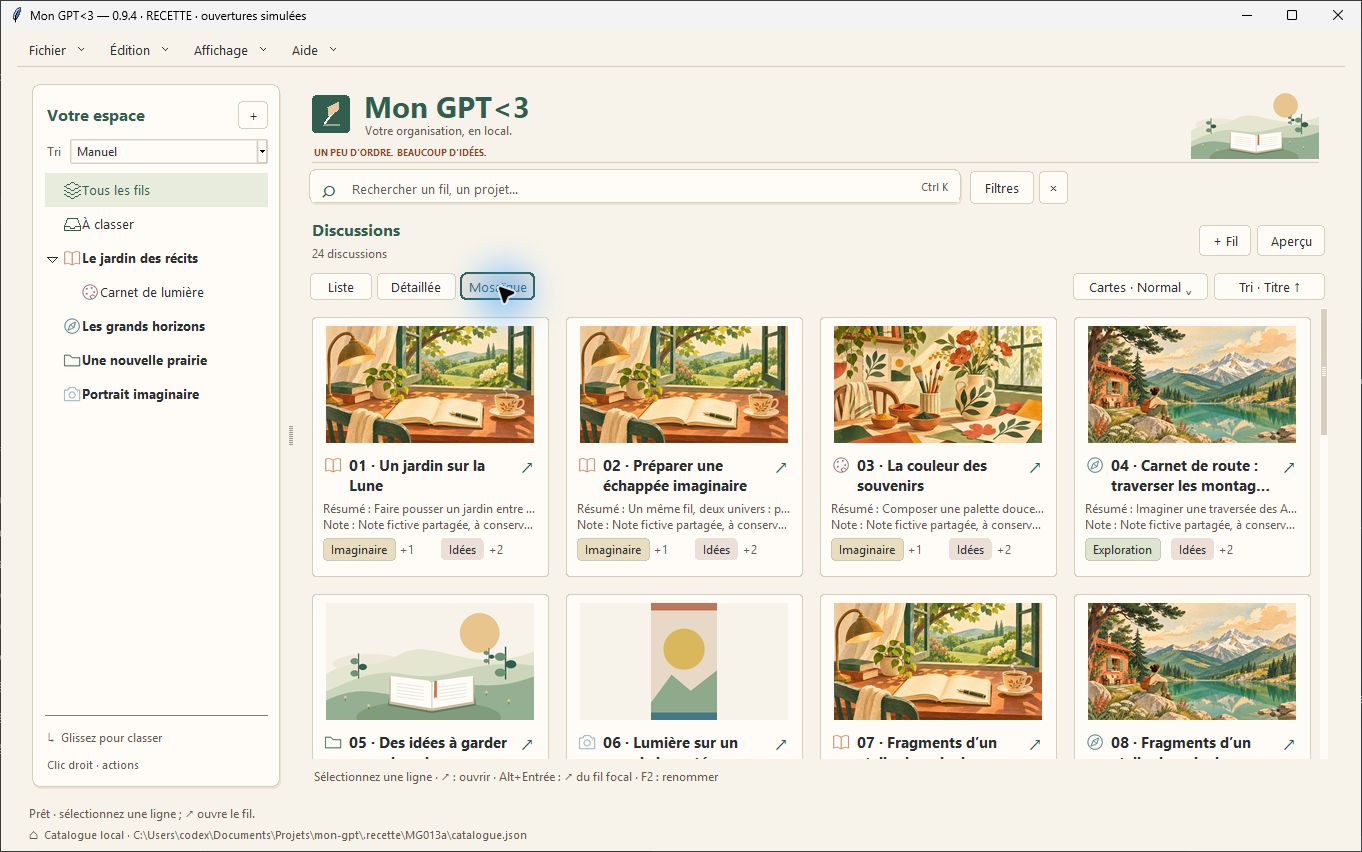 Mon GPT<3 — 0.9.4 · RECETTE · ouvertures simulées
Fichier Édition Affichage Aide
Votre espace
+
Tri Manuel
Tous les fils
À classer
Le jardin des récits
Carnet de lumière
Les grands horizons
Une nouvelle prairie
Portrait imaginaire
Glissez pour classer
Clic droit · actions
Mon GPT<3
Votre organisation, en local.
UN PEU D'ORDRE. BEAUCOUP D'IDÉES.
Rechercher un fil, un projet... Ctrl K
Filtres ×
Discussions
24 discussions
+ Fil Aperçu
Liste Détaillée Mosaïque
Cartes · Normal Tri · Titre ↑
01 · Un jardin sur la ↗
Lune
Résumé : Faire pousser un jardin entre ...
Note : Note fictive partagée, à conserv...
Imaginaire +1 Idées +2
02 · Préparer une ↗
échappée imaginaire
Résumé : Un même fil, deux univers : p...
Note : Note fictive partagée, à conserv...
Imaginaire +1 Idées +2
03 · La couleur des ↗
souvenirs
Résumé : Composer une palette douce...
Note : Note fictive partagée, à conserv...
Imaginaire +1 Idées +2
04 · Carnet de route : ↗
traverser les montag...
Résumé : Imaginer une traversée des A...
Note : Note fictive partagée, à conserv...
Exploration Idées +2
05 · Des idées à garder ↗
06 · Lumière sur un ↗
07 · Fragments d'un ↗
08 · Fragments d'un ↗
Sélectionnez une ligne · ↗ : ouvrir · Alt+Entrée : ↗ du fil focal · F2 : renommer
Prêt · sélectionnez une ligne ; ↗ ouvre le fil.
Catalogue local · C:\Users\codex\Documents\Projets\mon-gpt\.recette\MG013a\catalogue.json